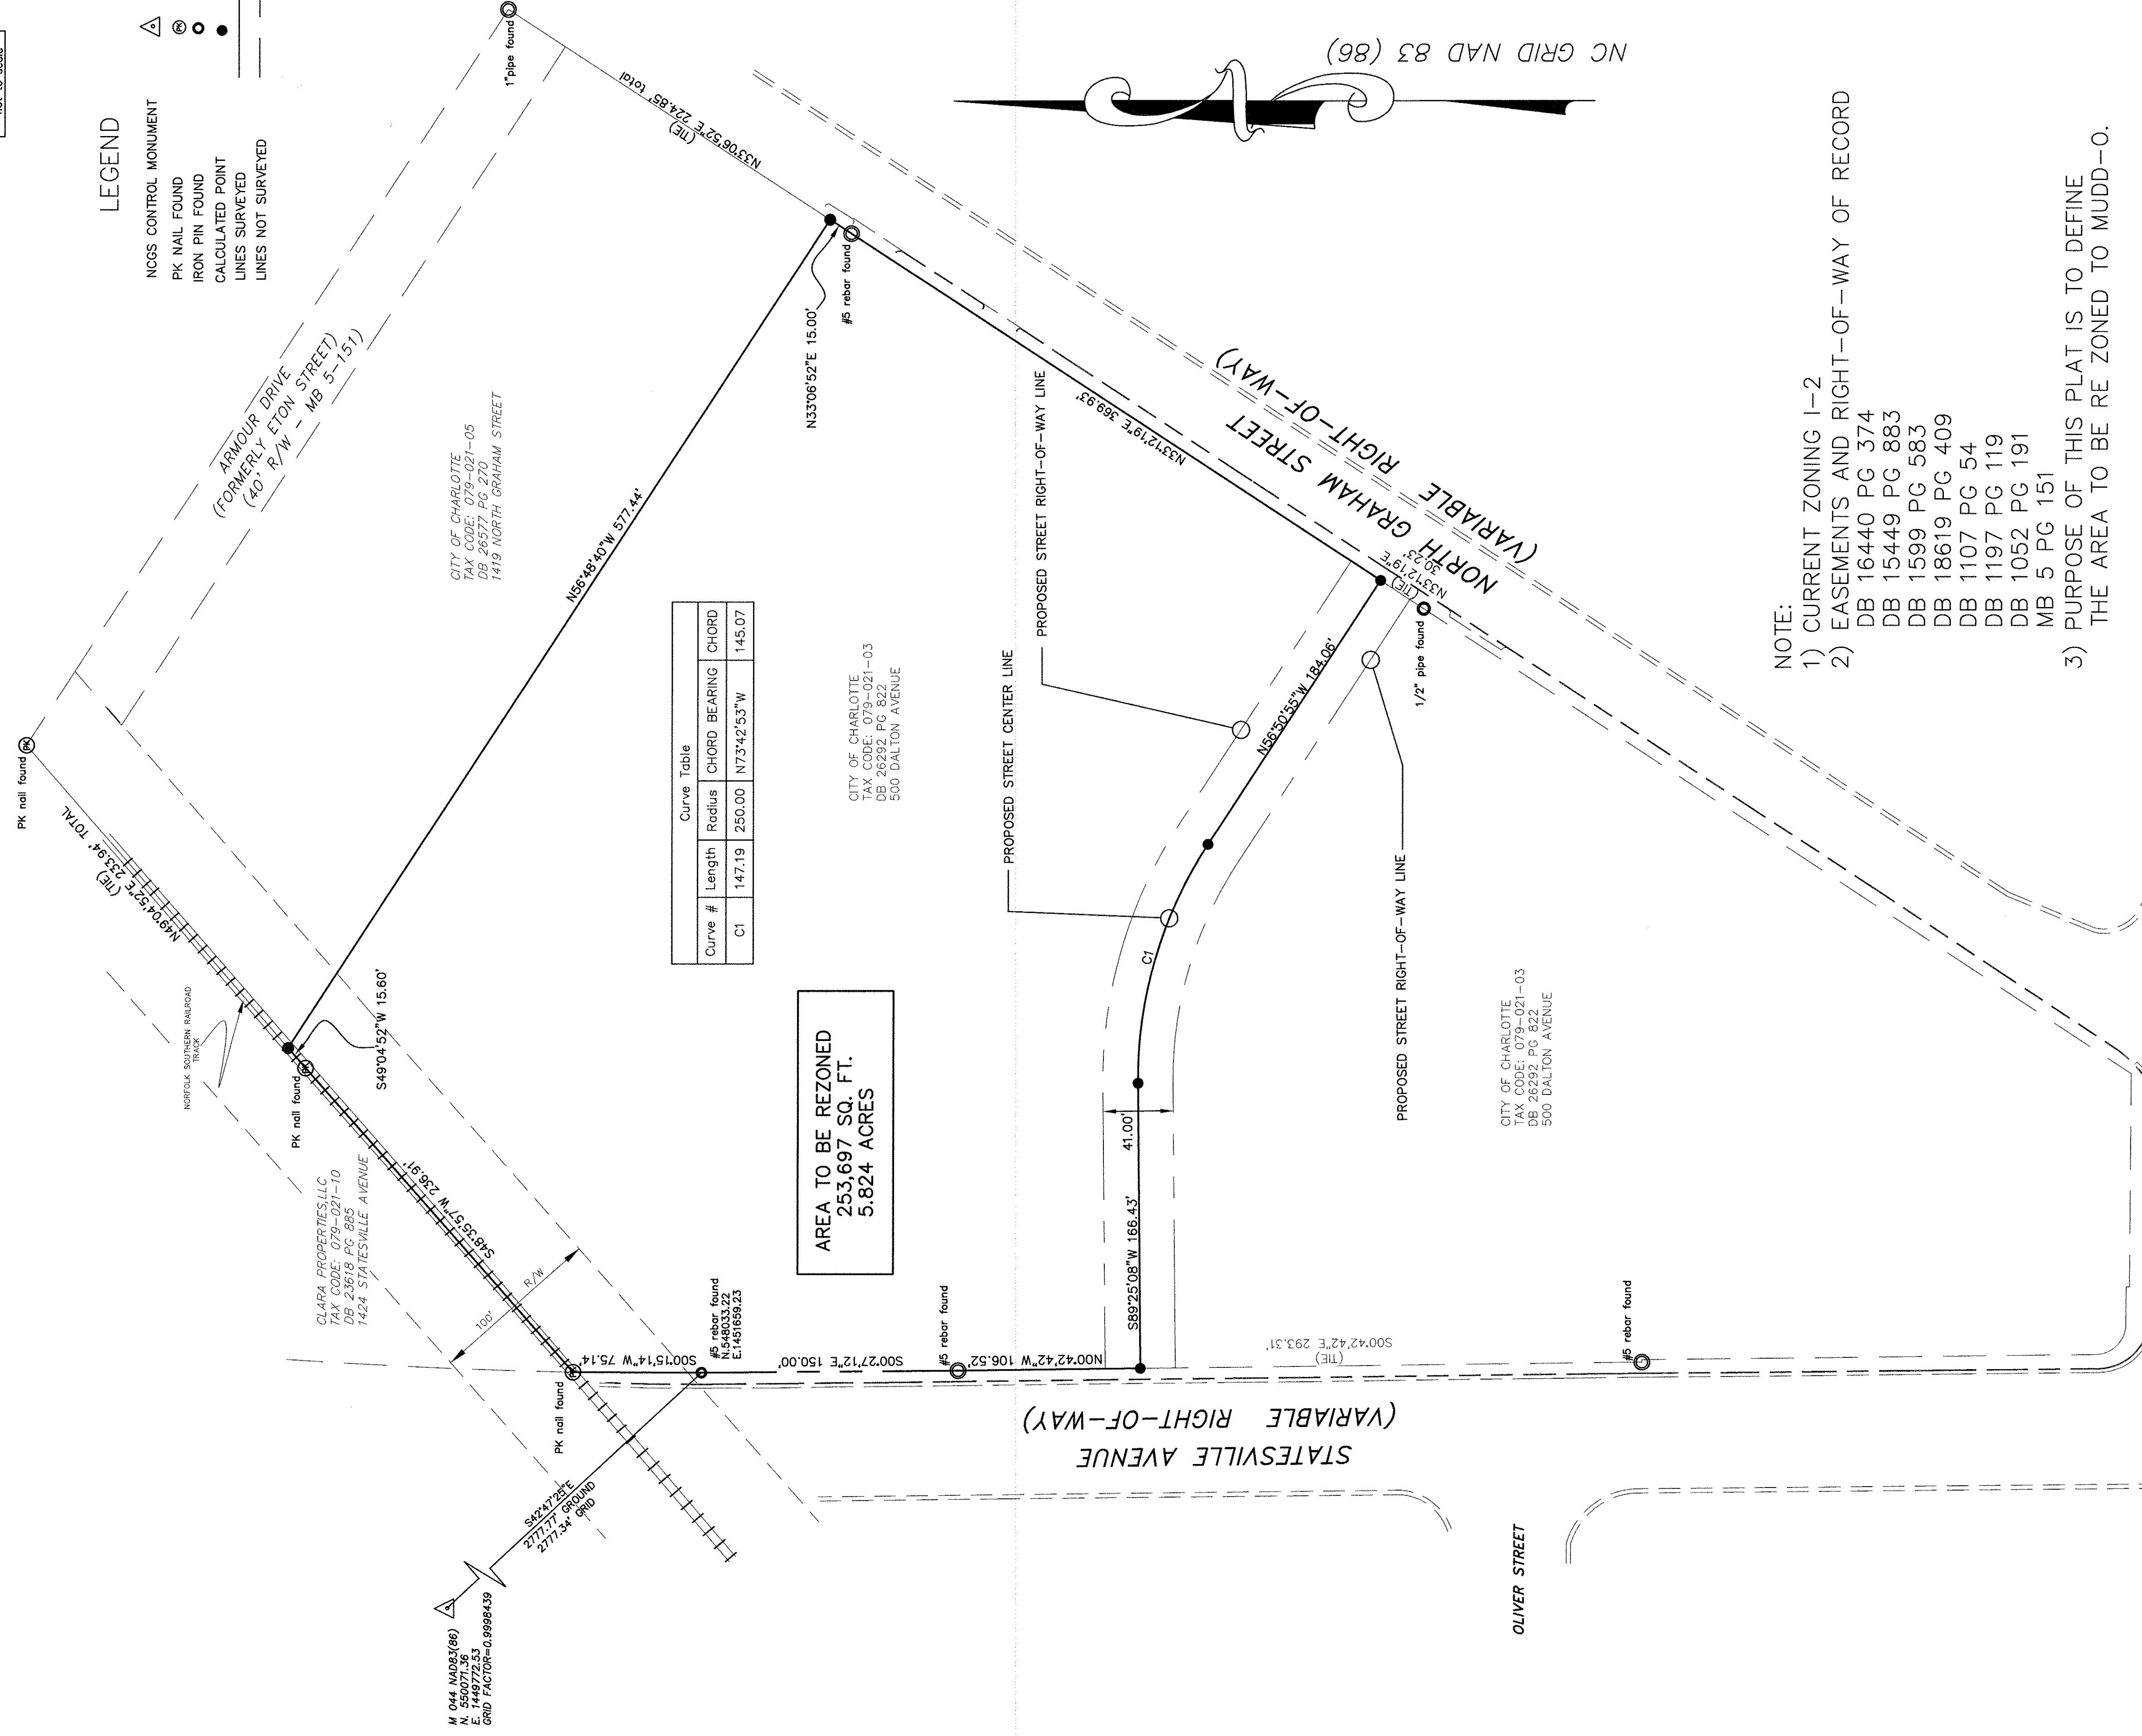 LEGEND
NCGS CONTROL MONUMENT
PK NAIL FOUND
PK
IRON PIN FOUND
CALCULATED POINT
LINES SURVEYED
LINES NOT SURVEYED
1"pipe found
NC GRID NAD 83 (86)
ARMOUR DRIVE
(FORMERLY ETON STREET)
(40' R/W - MB 5-151)
N33°06'52"E 224.85' total
(TIE)
PK nail found
PK
N49°04'52"E 233.94' TOTAL
(TIE)
CITY OF CHARLOTTE
TAX CODE: 079-021-05
DB 26577 PG 270
1419 NORTH GRAHAM STREET
N56°48'40"W 577.44'
N33°06'52"E 15.00'
#5 rebar found
NORFOLK SOUTHERN RAILROAD
TRACK
S49°04'52"W 15.60'
PK nail found
PK
CLARA PROPERTIES,LLC
TAX CODE: 079-021-10
DB 23618 PG 885
1424 STATESVILLE AVENUE
S48°35'57"W 236.91'
100' R/W
Curve Table
Curve # Length Radius CHORD BEARING CHORD
C1 147.19 250.00 N73°42'53"W 145.07
CITY OF CHARLOTTE
TAX CODE: 079-021-03
DB 26292 PG 822
500 DALTON AVENUE
AREA TO BE REZONED
253,697 SQ. FT.
5.824 ACRES
PROPOSED STREET CENTER LINE
PROPOSED STREET RIGHT-OF-WAY LINE
N33°12'19"E 369.93'
NORTH GRAHAM STREET
(VARIABLE RIGHT-OF-WAY)
N33°12'19"E
30.23'
(TIE)
1/2" pipe found
N56°50'55"W 184.06'
C1
41.00'
S89°25'08"W 166.43'
PROPOSED STREET RIGHT-OF-WAY LINE
CITY OF CHARLOTTE
TAX CODE: 079-021-03
DB 26292 PG 822
500 DALTON AVENUE
PK nail found
PK
S00°15'14"W 75.14'
#5 rebar found
N.548033.22
E.1451659.23
S00°27'12"E 150.00'
#5 rebar found
N00°42'42"W 106.52'
S00°42'42"E 293.31'
(TIE)
#5 rebar found
STATESVILLE AVENUE
(VARIABLE RIGHT-OF-WAY)
OLIVER STREET
S42°47'25"E
2777.77' GROUND
2777.34' GRID
M 044 NAD83(86)
N. 550071.36
E. 1449772.53
GRID FACTOR=0.9998439
NOTE:
1) CURRENT ZONING I-2
2) EASEMENTS AND RIGHT-OF-WAY OF RECORD
DB 16440 PG 374
DB 15449 PG 883
DB 1599 PG 583
DB 18619 PG 409
DB 1107 PG 54
DB 1197 PG 119
DB 1052 PG 191
MB 5 PG 151
3) PURPOSE OF THIS PLAT IS TO DEFINE
THE AREA TO BE RE ZONED TO MUDD-O.